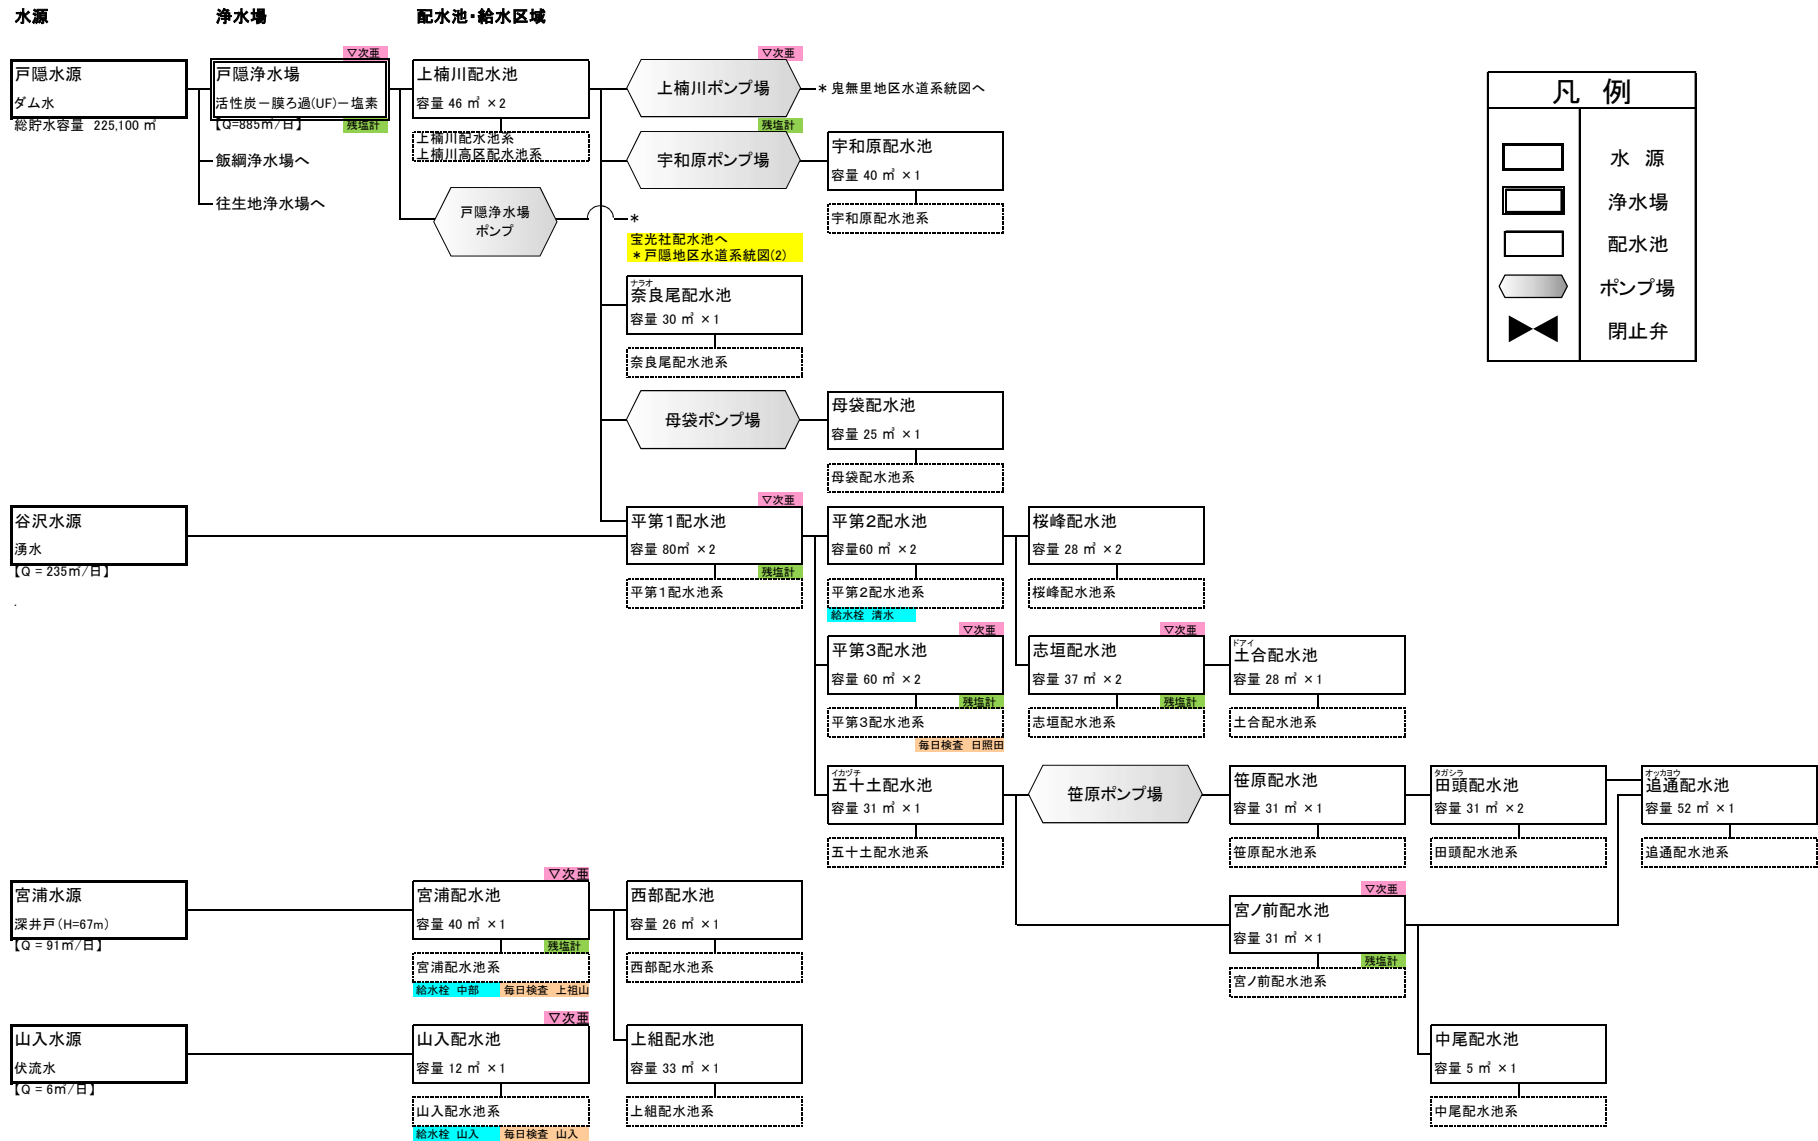 水源
浄水場
配水池・給水区域
戸隠水源
ダム水
総貯水容量 225,100 ㎥
▽次亜
戸隠浄水場
活性炭－膜ろ過(UF)－塩素
【Q=885㎥/日】
残塩計
飯綱浄水場へ
往生地浄水場へ
上楠川配水池
容量 46 ㎥ ×2
上楠川配水池系
上楠川高区配水池系
戸隠浄水場
ポンプ
▽次亜
上楠川ポンプ場
残塩計
＊鬼無里地区水道系統図へ
宇和原ポンプ場
宇和原配水池
容量 40 ㎥ ×1
宇和原配水池系
＊
宝光社配水池へ
＊戸隠地区水道系統図(2)
ナラオ
奈良尾配水池
容量 30 ㎥ ×1
奈良尾配水池系
母袋ポンプ場
母袋配水池
容量 25 ㎥ ×1
母袋配水池系
凡 例
水 源
浄水場
配水池
ポンプ場
閉止弁
谷沢水源
湧水
【Q = 235㎥/日】
.
▽次亜
平第1配水池
容量 80㎥ ×2
残塩計
平第1配水池系
平第2配水池
容量60 ㎥ ×2
平第2配水池系
給水栓 清水
桜峰配水池
容量 28 ㎥ ×2
桜峰配水池系
▽次亜
平第3配水池
容量 60 ㎥ ×2
残塩計
平第3配水池系
毎日検査 日照田
▽次亜
志垣配水池
容量 37 ㎥ ×2
残塩計
志垣配水池系
ドアイ
土合配水池
容量 28 ㎥ ×1
土合配水池系
イカヅチ
五十土配水池
容量 31 ㎥ ×1
五十土配水池系
笹原ポンプ場
笹原配水池
容量 31 ㎥ ×1
笹原配水池系
タガシラ
田頭配水池
容量 31 ㎥ ×2
田頭配水池系
オッカヨウ
追通配水池
容量 52 ㎥ ×1
追通配水池系
宮浦水源
深井戸(H=67m)
【Q = 91㎥/日】
▽次亜
宮浦配水池
容量 40 ㎥ ×1
残塩計
宮浦配水池系
給水栓 中部
毎日検査 上祖山
西部配水池
容量 26 ㎥ ×1
西部配水池系
▽次亜
宮ノ前配水池
容量 31 ㎥ ×1
残塩計
宮ノ前配水池系
山入水源
伏流水
【Q = 6㎥/日】
▽次亜
山入配水池
容量 12 ㎥ ×1
山入配水池系
給水栓 山入
毎日検査 山入
上組配水池
容量 33 ㎥ ×1
上組配水池系
中尾配水池
容量 5 ㎥ ×1
中尾配水池系